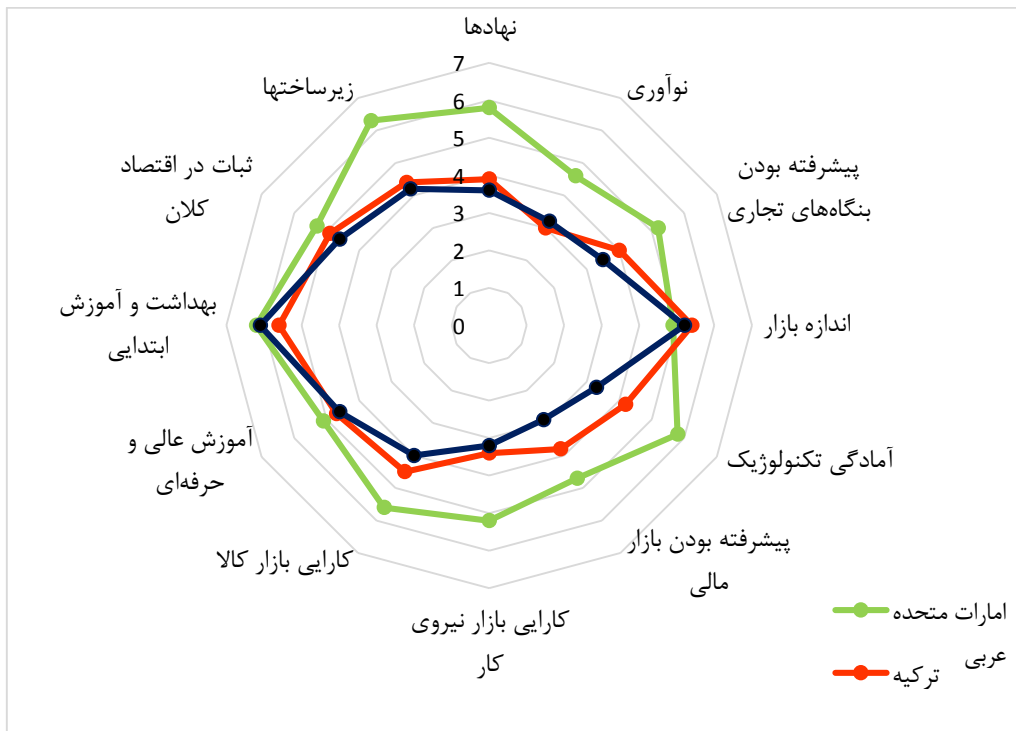 نهادها
نوآوری
پیشرفته بودن
بنگاه‌های تجاری
اندازه بازار
آمادگی تکنولوژیک
پیشرفته بودن بازار
مالی
کارایی بازار نیروی
کار
کارایی بازار کالا
آموزش عالی و
حرفه‌ای
بهداشت و آموزش
ابتدایی
ثبات در اقتصاد
کلان
زیرساختها
7
6
5
4
3
2
1
0
امارات متحده
عربی
ترکیه